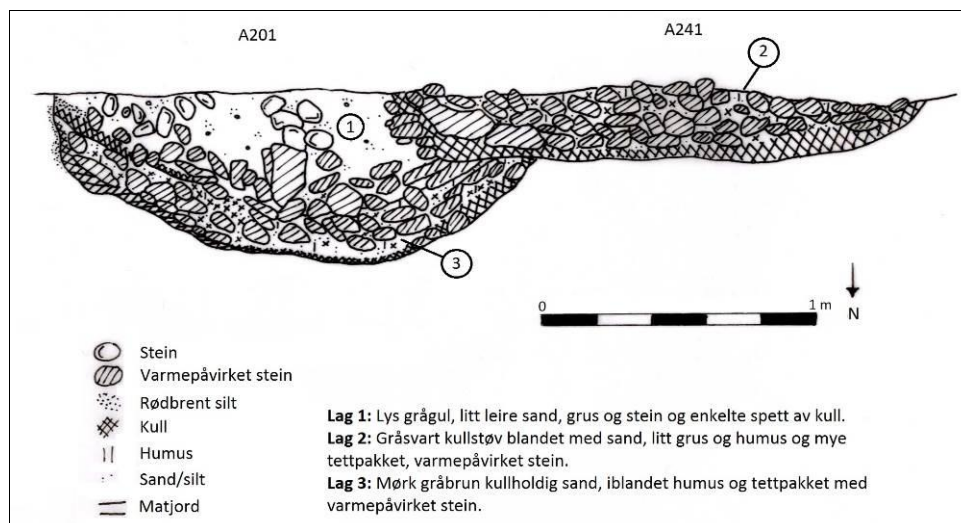 A201
A241
2
1
3
0
1 m
N
Stein
Varmepåvirket stein
Rødbrent silt
Kull
Humus
Sand/silt
Matjord
Lag 1: Lys grågul, litt leire sand, grus og stein og enkelte spett av kull.
Lag 2: Gråsvart kullstøv blandet med sand, litt grus og humus og mye
tettpakket, varmepåvirket stein.
Lag 3: Mørk gråbrun kullholdig sand, iblandet humus og tettpakket med
varmepåvirket stein.